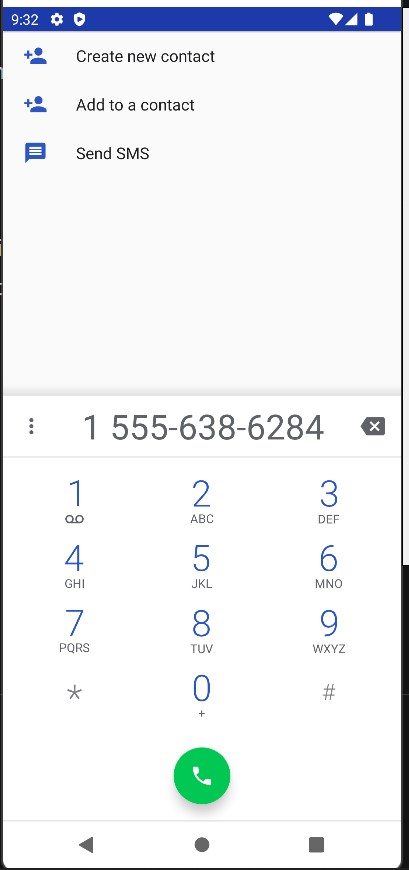 9:32
Create new contact
Add to a contact
Send SMS
1 555-638-6284
1 2 3
ABC DEF
4 5 6
GHI JKL MNO
7 8 9
PQRS TUV WXYZ
* 0 #
+